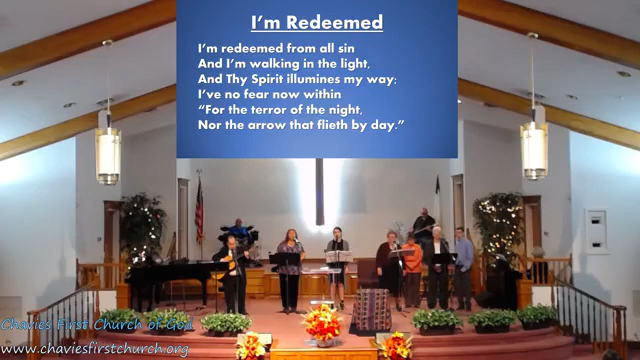 I'm Redeemed
I'm redeemed from all sin
And I'm walking in the light,
And Thy Spirit illumines my way;
I've no fear now within
“For the terror of the night,
Nor the arrow that flieth by day.”
Chavies First Church of God
www.chaviesfirstchurch.org